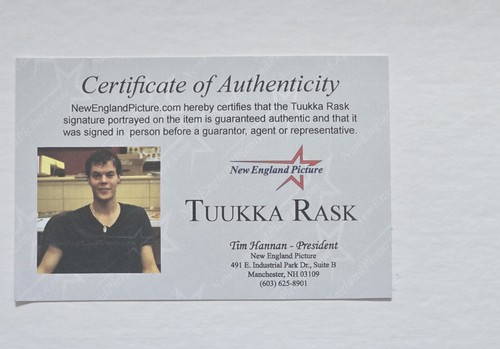 Certificate of Authenticity
NewEnglandPicture.com hereby certifies that the Tuukka Rask
signature portrayed on the item is guaranteed authentic and that it
was signed in person before a guarantor, agent or representative.
New England Picture
TUUKKA RASK
Tim Hannan - President
New England Picture
491 E. Industrial Park Dr., Suite B
Manchester, NH 03109
(603) 625-8901